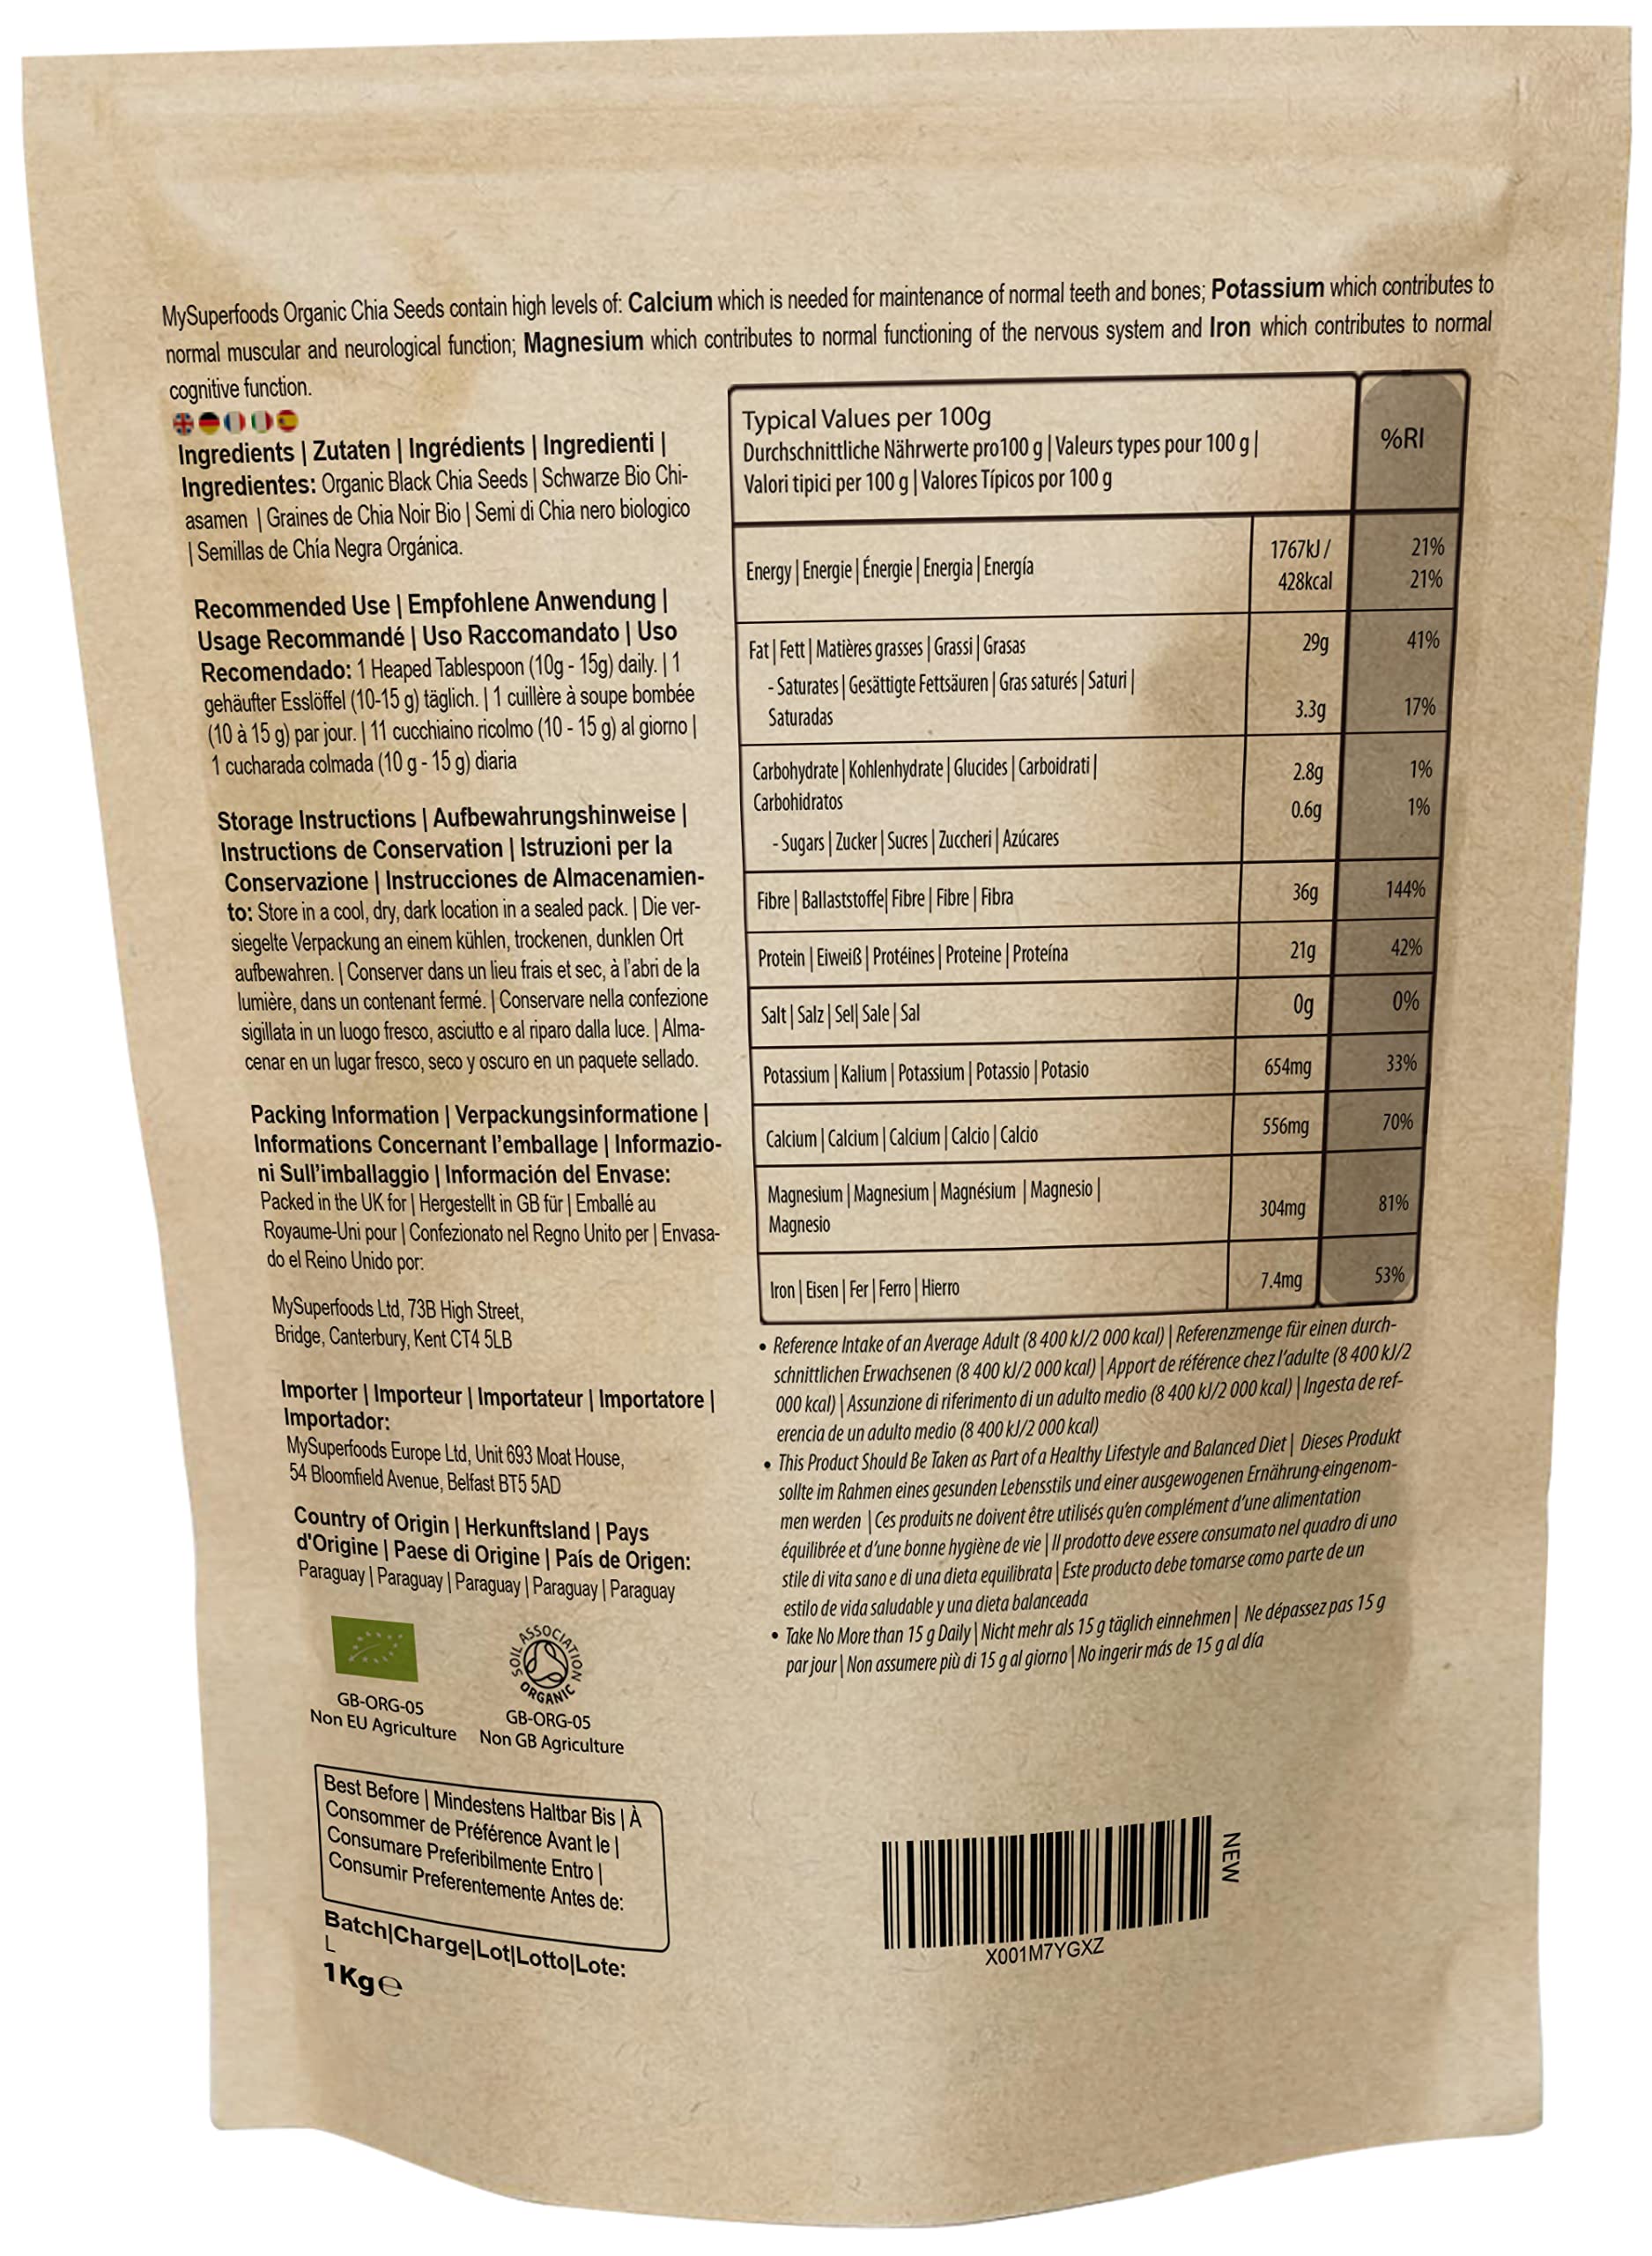 MySuperfoods Organic Chia Seeds contain high levels of: Calcium which is needed for maintenance of normal teeth and bones; Potassium which contributes to
normal muscular and neurological function; Magnesium which contributes to normal functioning of the nervous system and Iron which contributes to normal
cognitive function.
Ingredients | Zutaten | Ingrédients | Ingredienti |
Ingredientes: Organic Black Chia Seeds | Schwarze Bio Chi-
asamen | Graines de Chia Noir Bio | Semi di Chia nero biologico
| Semillas de Chía Negra Orgánica.
Recommended Use | Empfohlene Anwendung |
Usage Recommandé | Uso Raccomandato | Uso
Recomendado: 1 Heaped Tablespoon (10g - 15g) daily. | 1
gehäufter Esslöffel (10-15 g) täglich. | 1 cuillère à soupe bombée
(10 à 15 g) par jour. | 11 cucchiaino ricolmo (10 - 15 g) al giorno |
1 cucharada colmada (10 g - 15 g) diaria
Storage Instructions | Aufbewahrungshinweise |
Instructions de Conservation | Istruzioni per la
Conservazione | Instrucciones de Almacenamien-
to: Store in a cool, dry, dark location in a sealed pack. | Die ver-
siegelte Verpackung an einem kühlen, trockenen, dunklen Ort
aufbewahren. | Conserver dans un lieu frais et sec, à l'abri de la
lumière, dans un contenant fermé. | Conservare nella confezione
sigillata in un luogo fresco, asciutto e al riparo dalla luce. | Alma-
cenar en un lugar fresco, seco y oscuro en un paquete sellado.
Packing Information | Verpackungsinformatione |
Informations Concernant l'emballage | Informazio-
ni Sull'imballaggio | Información del Envase:
Packed in the UK for | Hergestellt in GB für | Emballé au
Royaume-Uni pour | Confezionato nel Regno Unito per | Envasa-
do el Reino Unido por:
MySuperfoods Ltd, 73B High Street,
Bridge, Canterbury, Kent CT4 5LB
Importer | Importeur | Importateur | Importatore |
Importador:
MySuperfoods Europe Ltd, Unit 693 Moat House,
54 Bloomfield Avenue, Belfast BT5 5AD
Country of Origin | Herkunftsland | Pays
d'Origine | Paese di Origine | País de Origen:
Paraguay | Paraguay | Paraguay | Paraguay | Paraguay
SOIL ASSOCIATION
ORGANIC
GB-ORG-05
Non EU Agriculture
GB-ORG-05
Non GB Agriculture
Best Before | Mindestens Haltbar Bis | À
Consommer de Préférence Avant le |
Consumare Preferibilmente Entro |
Consumir Preferentemente Antes de:
Batch|Charge|Lot|Lotto|Lote:
L
1Kg℮
Typical Values per 100g
Durchschnittliche Nährwerte pro100 g | Valeurs types pour 100 g |
Valori tipici per 100 g | Valores Típicos por 100 g
%RI
Energy | Energie | Énergie | Energia | Energía
1767kJ / 21%
428kcal 21%
Fat | Fett | Matières grasses | Grassi | Grasas 29g 41%
- Saturates | Gesättigte Fettsäuren | Gras saturés | Saturi |
Saturadas 3.3g 17%
Carbohydrate | Kohlenhydrate | Glucides | Carboidrati | 2.8g 1%
Carbohidratos 0.6g 1%
- Sugars | Zucker | Sucres | Zuccheri | Azúcares
Fibre | Ballaststoffe| Fibre | Fibre | Fibra 36g 144%
Protein | Eiweiß | Protéines | Proteine | Proteína 21g 42%
Salt | Salz | Sel| Sale | Sal 0g 0%
Potassium | Kalium | Potassium | Potassio | Potasio 654mg 33%
Calcium | Calcium | Calcium | Calcio | Calcio 556mg 70%
Magnesium | Magnesium | Magnésium | Magnesio |
Magnesio 304mg 81%
Iron | Eisen | Fer | Ferro | Hierro 7.4mg 53%
• Reference Intake of an Average Adult (8 400 kJ/2 000 kcal) | Referenzmenge für einen durch-
schnittlichen Erwachsenen (8 400 kJ/2 000 kcal) | Apport de référence chez l'adulte (8 400 kJ/2
000 kcal) | Assunzione di riferimento di un adulto medio (8 400 kJ/2 000 kcal) | Ingesta de ref-
erencia de un adulto medio (8 400 kJ/2 000 kcal)
• This Product Should Be Taken as Part of a Healthy Lifestyle and Balanced Diet | Dieses Produkt
sollte im Rahmen eines gesunden Lebensstils und einer ausgewogenen Ernährung eingenom-
men werden | Ces produits ne doivent être utilisés qu'en complément d'une alimentation
équilibrée et d'une bonne hygiène de vie | Il prodotto deve essere consumato nel quadro di uno
stile di vita sano e di una dieta equilibrata | Este producto debe tomarse como parte de un
estilo de vida saludable y una dieta balanceada
• Take No More than 15 g Daily | Nicht mehr als 15 g täglich einnehmen | Ne dépassez pas 15 g
par jour | Non assumere più di 15 g al giorno | No ingerir más de 15 g al día
NEW
X001M7YGXZ